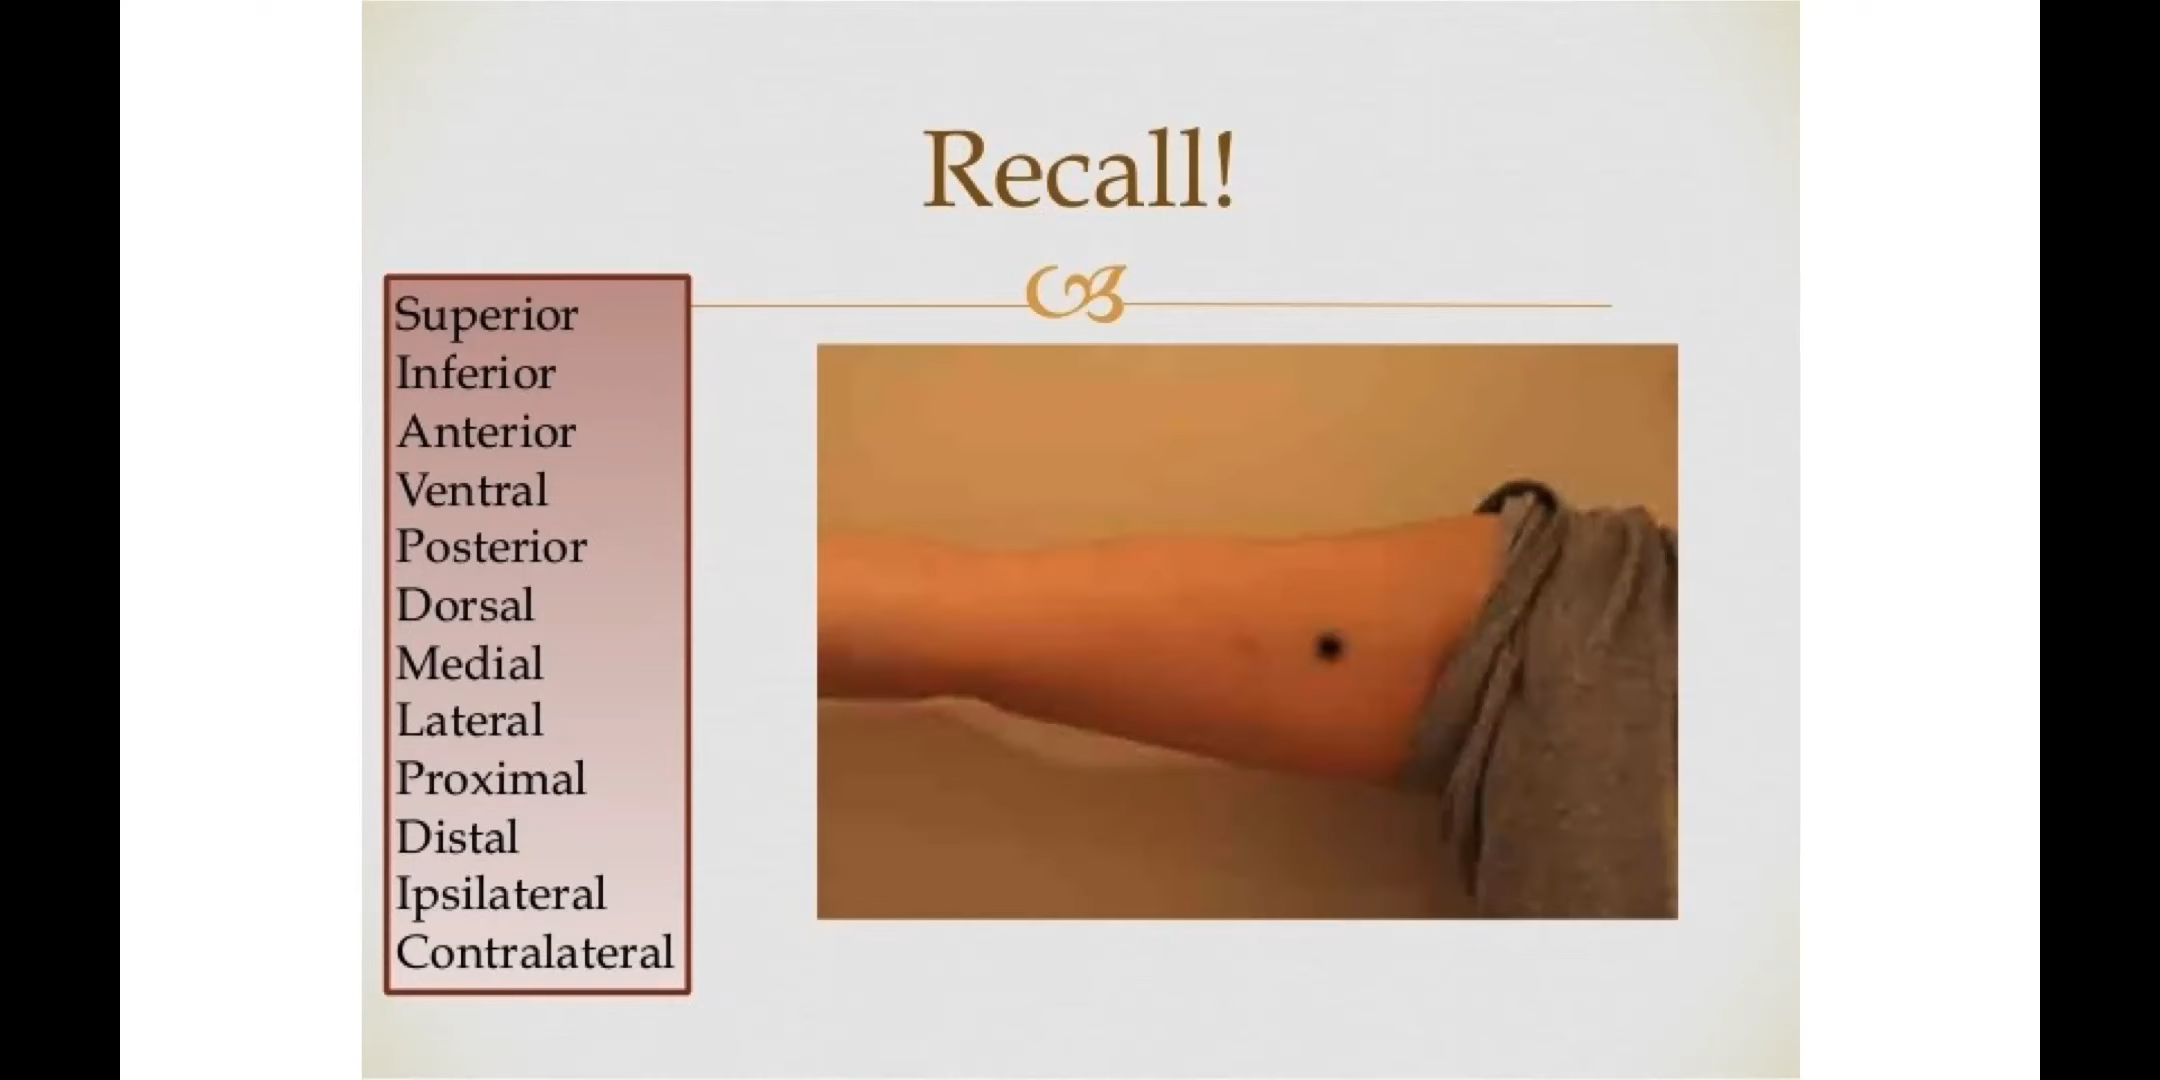 Recall!
Superior
Inferior
Anterior
Ventral
Posterior
Dorsal
Medial
Lateral
Proximal
Distal
Ipsilateral
Contralateral